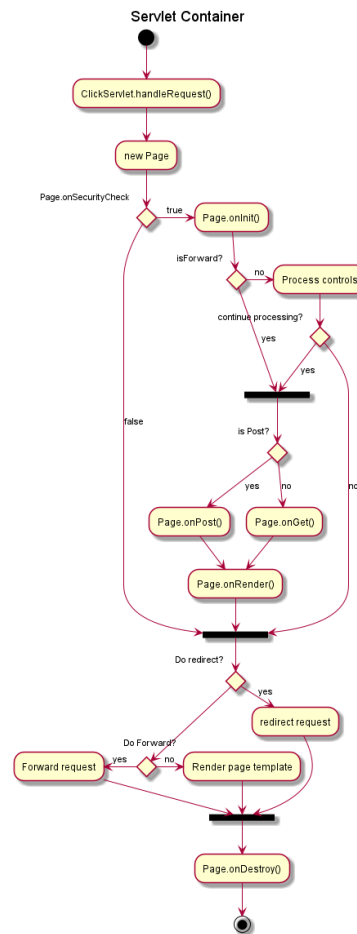 Servlet Container
ClickServlet.handleRequest()
new Page
Page.onSecurityCheck
true
Page.onInit()
isForward?
no
Process controls
continue processing?
yes
yes
false
is Post?
yes
no
no
Page.onPost()
Page.onGet()
Page.onRender()
Do redirect?
yes
redirect request
Do Forward?
yes
no
Forward request
Render page template
Page.onDestroy()